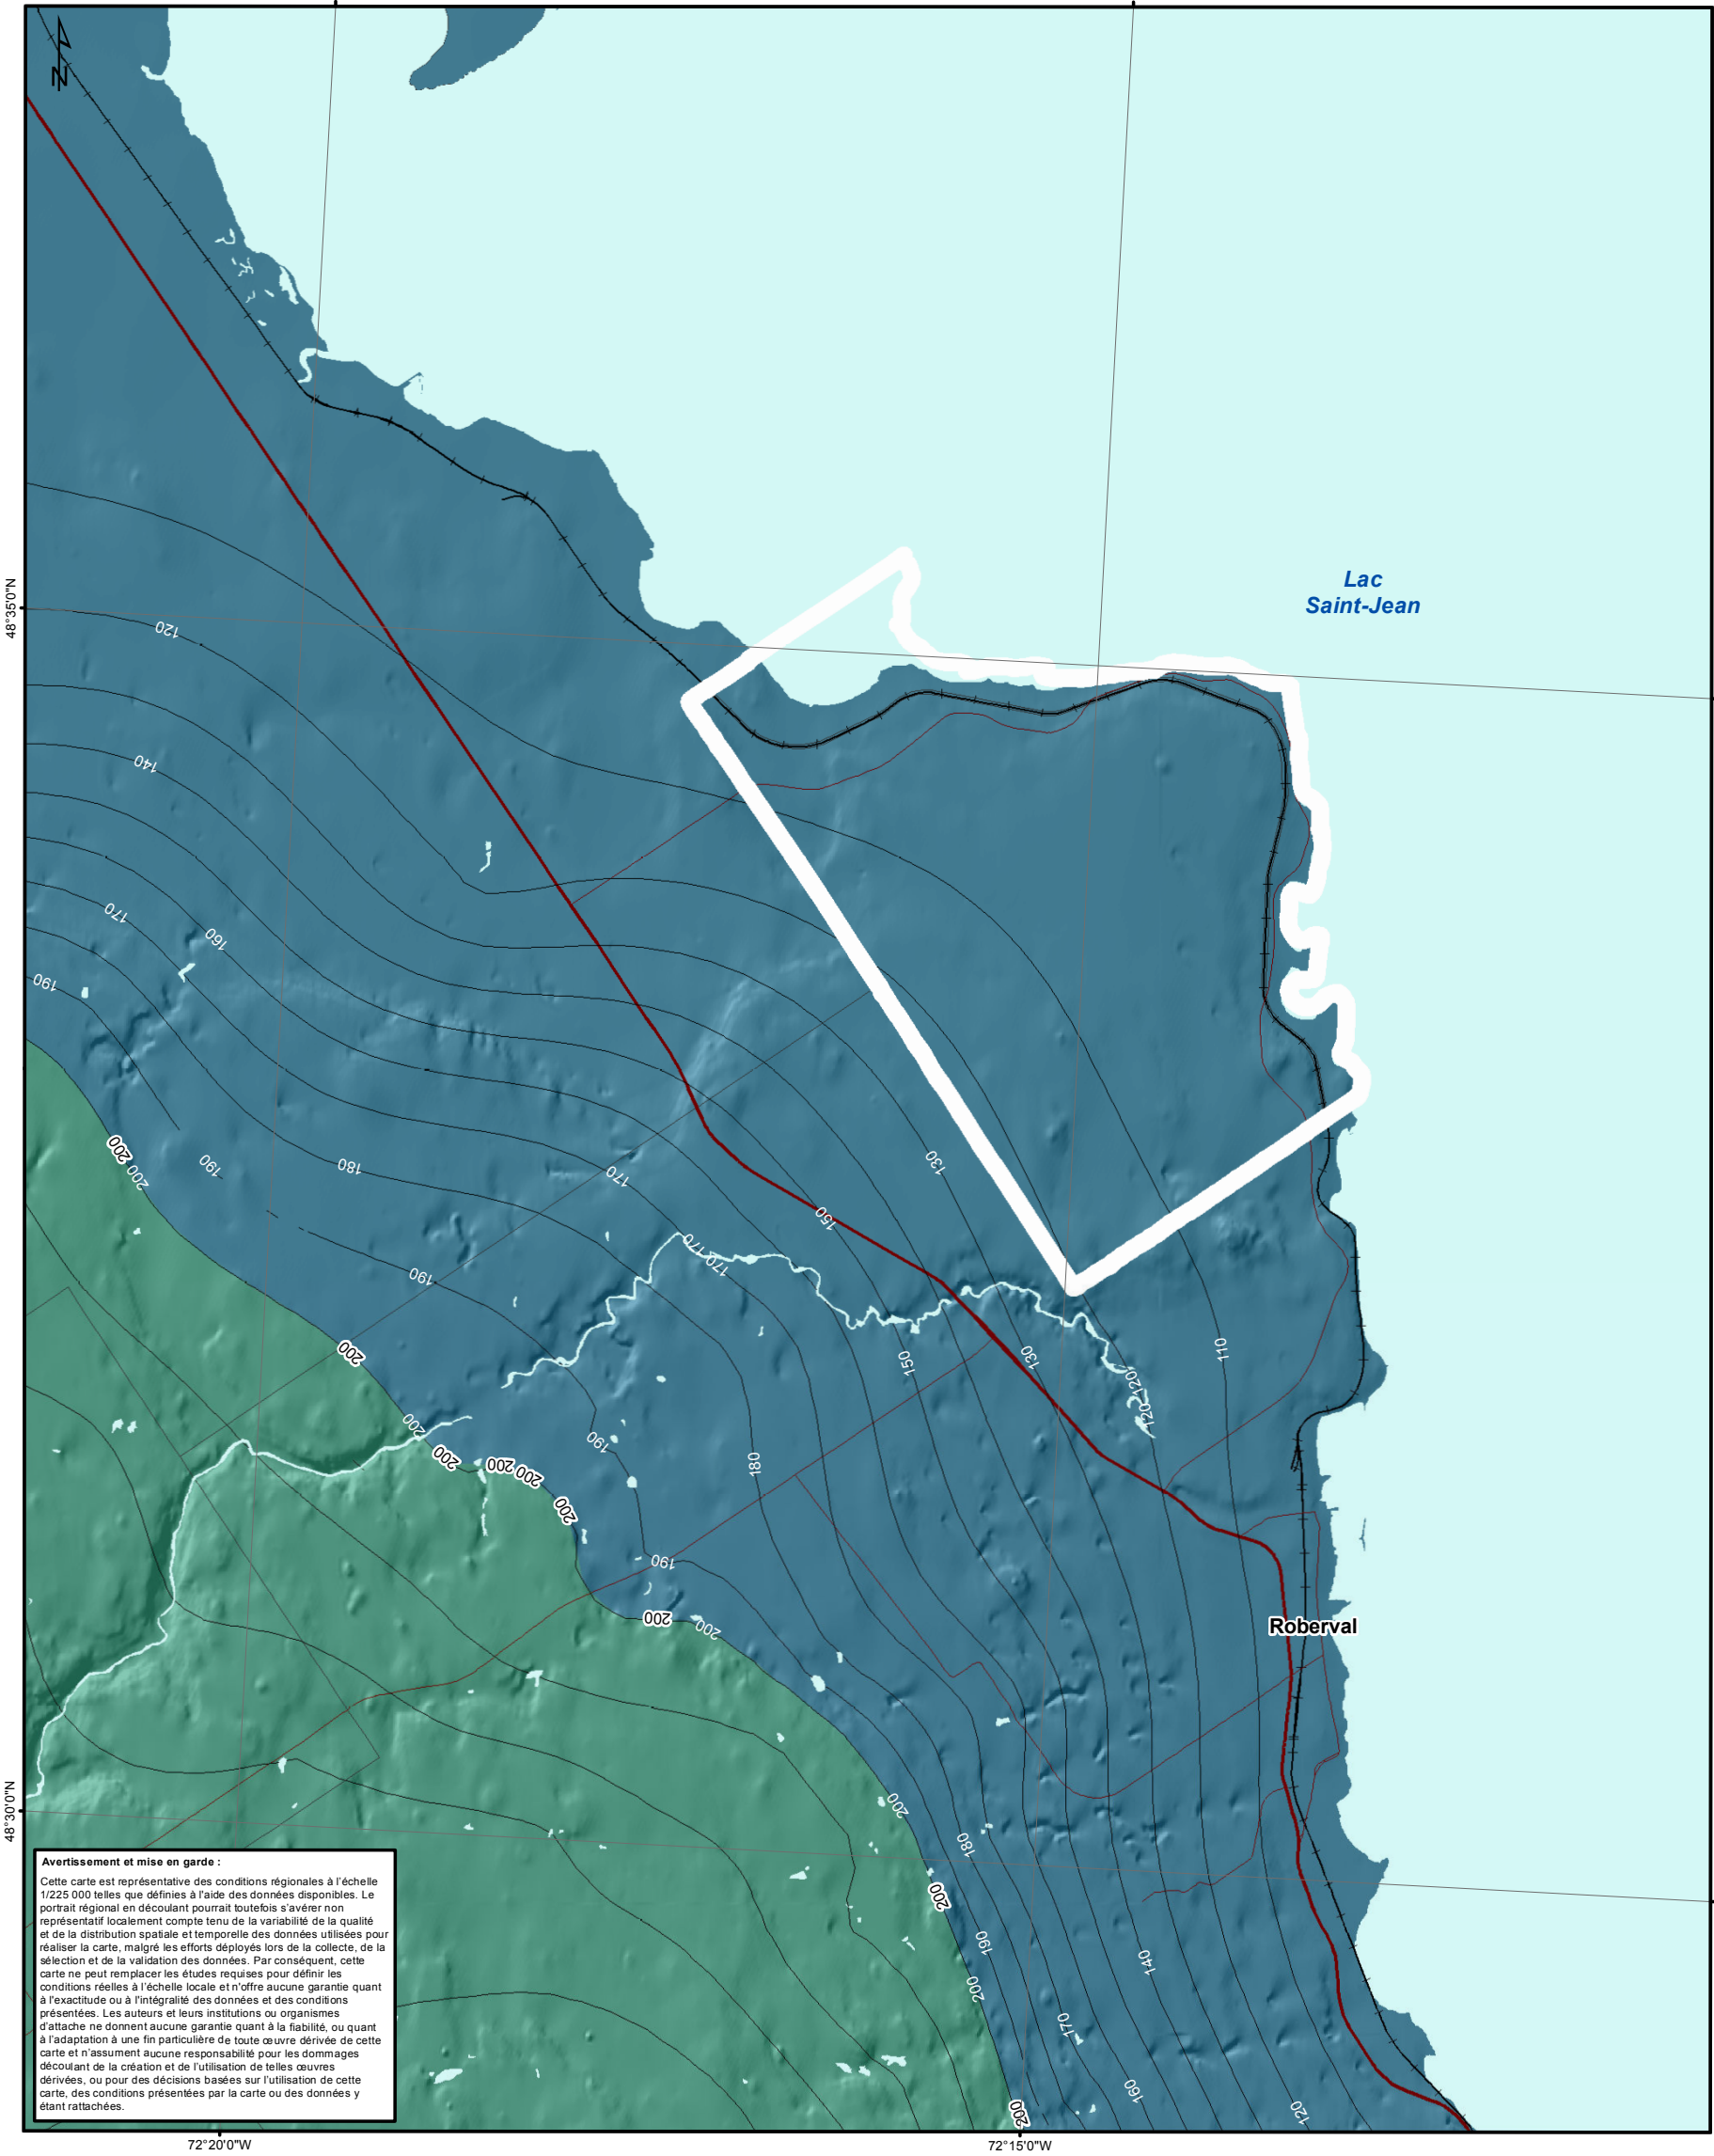 N
Lac
Saint-Jean
48°35'0"N
120
140
170
160
190
200
200
190
180
170
130
150
170
170
190
200
150
130
110
120
120
200
200
200
200
200
190
180
190
200
200
Roberval
48°30'0"N
200
180
200
190
200
140
170
160
120
200
Avertissement et mise en garde :
Cette carte est représentative des conditions régionales à l'échelle
1/225 000 telles que définies à l'aide des données disponibles. Le
portrait régional en découlant pourrait toutefois s'avérer non
représentatif localement compte tenu de la variabilité de la qualité
et de la distribution spatiale et temporelle des données utilisées pour
réaliser la carte, malgré les efforts déployés lors de la collecte, de la
sélection et de la validation des données. Par conséquent, cette
carte ne peut remplacer les études requises pour définir les
conditions réelles à l'échelle locale et n'offre aucune garantie quant
à l'exactitude ou à l'intégralité des données et des conditions
présentées. Les auteurs et leurs institutions ou organismes
d'attache ne donnent aucune garantie quant à la fiabilité, ou quant
à l'adaptation à une fin particulière de toute œuvre dérivée de cette
carte et n'assument aucune responsabilité pour les dommages
découlant de la création et de l'utilisation de telles œuvres
dérivées, ou pour des décisions basées sur l'utilisation de cette
carte, des conditions présentées par la carte ou des données y
étant rattachées.
72°20'0"W
72°15'0"W